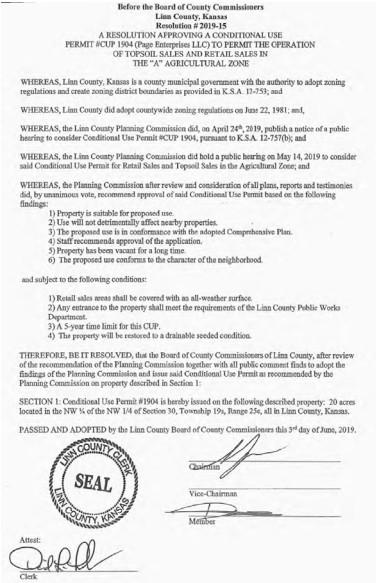 Before the Board of County Commissioners
Linn County, Kansas
Resolution # 2019-15
A RESOLUTION APPROVING A CONDITIONAL USE
PERMIT #CUP 1904 (Page Enterprises LLC) TO PERMIT THE OPERATION
OF TOPSOIL SALES AND RETAIL SALES IN
THE "A" AGRICULTURAL ZONE
WHEREAS, Linn County, Kansas is a county municipal government with the authority to adopt zoning
regulations and create zoning district boundaries as provided in K.S.A. 12-753; and
WHEREAS, Linn County did adopt countywide zoning regulations on June 22, 1981; and,
WHEREAS, the Linn County Planning Commission did, on April 24th, 2019, publish a notice of a public
hearing to consider Conditional Use Permit #CUP 1904, pursuant to K.S.A. 12-757(b); and
WHEREAS, the Linn County Planning Commission did hold a public hearing on May 14, 2019 to consider
said Conditional Use Permit for Retail Sales and Topsoil Sales in the Agricultural Zone; and
WHEREAS, the Planning Commission after review and consideration of all plans, reports and testimonies
did, by unanimous vote, recommend approval of said Conditional Use Permit based on the following
findings:
1) Property is suitable for proposed use.
2) Use will not detrimentally affect nearby properties.
3) The proposed use is in conformance with the adopted Comprehensive Plan.
4) Staff recommends approval of the application.
5) Property has been vacant for a long time.
6) The proposed use conforms to the character of the neighborhood.
and subject to the following conditions:
1) Retail sales areas shall be covered with an all-weather surface.
2) Any entrance to the property shall meet the requirements of the Linn County Public Works
Department.
3) A 5-year time limit for this CUP.
4) The property will be restored to a drainable seeded condition.
THEREFORE, BE IT RESOLVED, that the Board of County Commissioners of Linn County, after review
of the recommendation of the Planning Commission together with all public comment finds to adopt the
findings of the Planning Commission and issue said Conditional Use Permit as recommended by the
Planning Commission on property described in Section 1:
SECTION 1: Conditional Use Permit #1904 is hereby issued on the following described property: 20 acres
located in the NW ¼ of the NW 1/4 of Section 30, Township 19s, Range 25e, all in Linn County, Kansas.
PASSED AND ADOPTED by the Linn County Board of County Commissioners this 3rd day of June, 2019.
LINN COUNTY CLERK
SEAL
LINN COUNTY, KANSAS
Chairman
Vice-Chairman
Member
Attest:
Clerk